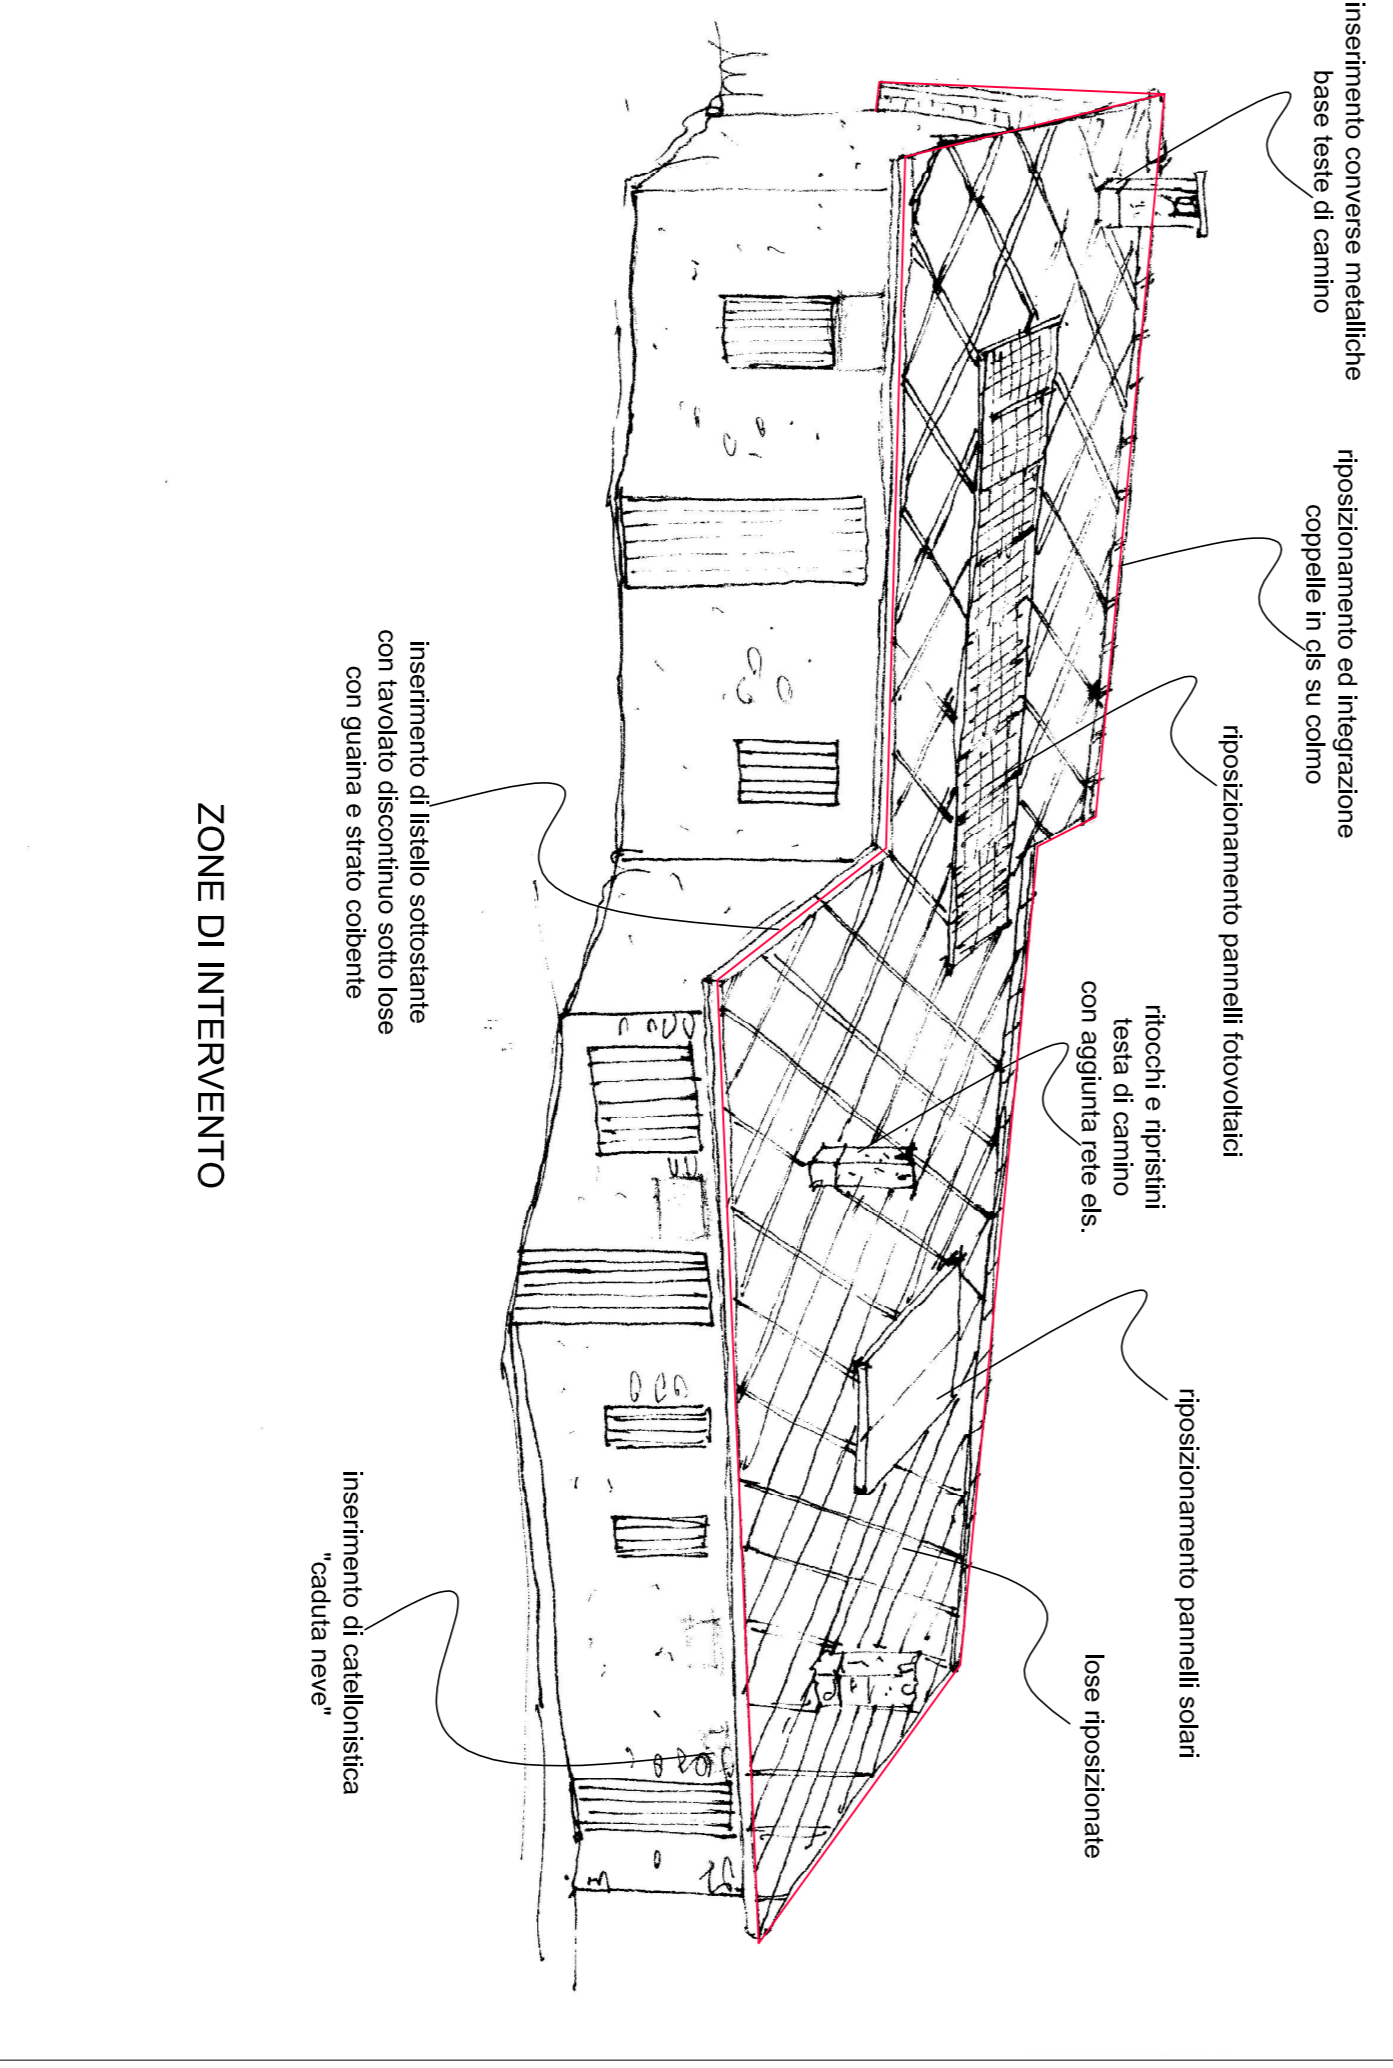 inserimento converse metalliche
base teste di camino
riposizionamento ed integrazione
coppelle in cls su colmo
riposizionamento pannelli fotovoltaici
ritocchi e ripristini
testa di camino
con aggiunta rete els.
riposizionamento pannelli solari
lose riposizionate
inserimento di listello sottostante
con tavolato discontinuo sotto lose
con guaina e strato coibente
inserimento di catellonistica
"caduta neve"
ZONE DI INTERVENTO